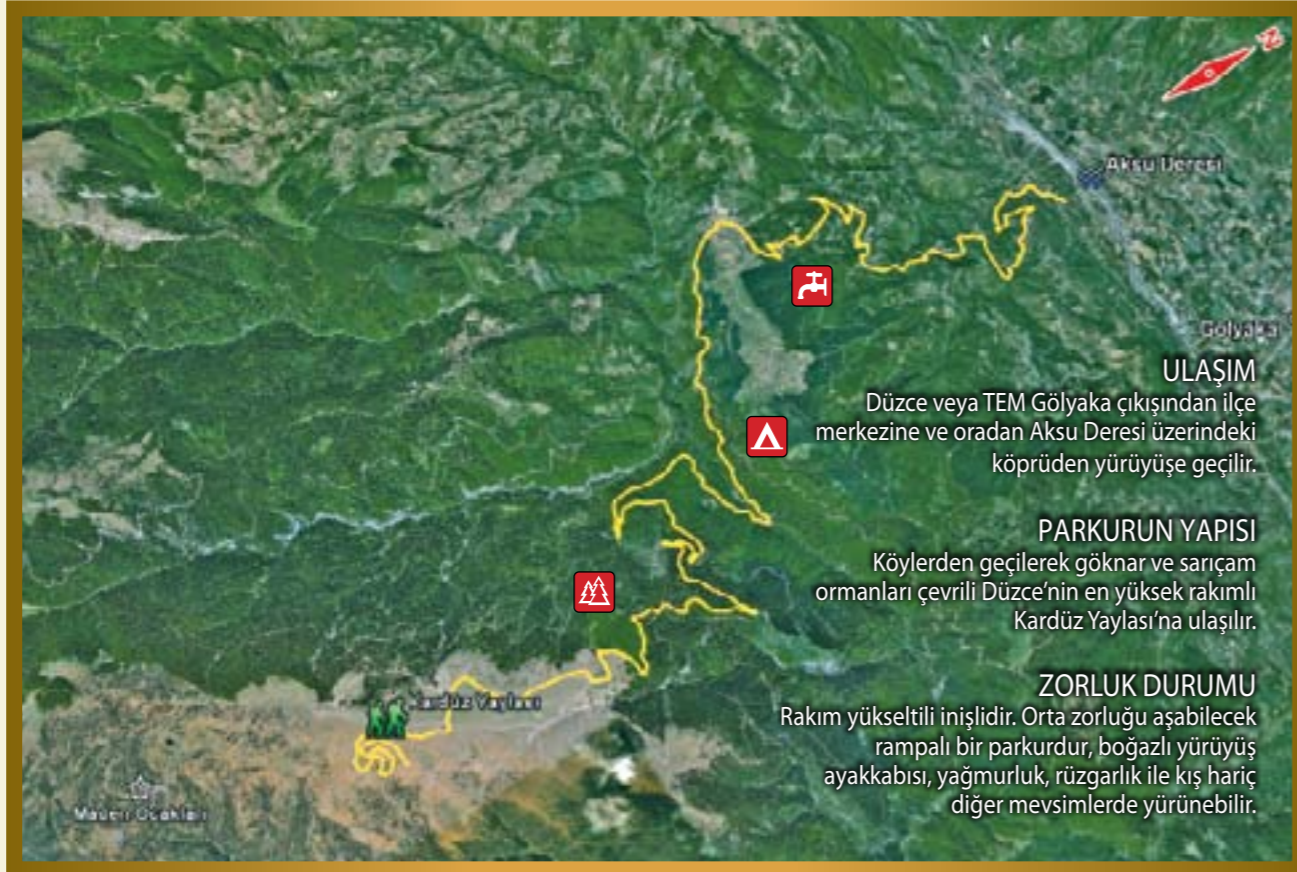 N
Aksu Deresi
Gölyaka
ULAŞIM
Düzce veya TEM Gölyaka çıkışından ilçe
merkezine ve oradan Aksu Deresi üzerindeki
köprüden yürüyüşe geçilir.
PARKURUN YAPISI
Köylerden geçilerek göknar ve sarıçam
ormanları çevrili Düzce’nin en yüksek rakımlı
Kardüz Yaylası’na ulaşılır.
ZORLUK DURUMU
Rakım yükseltili inişlidir. Orta zorluğu aşabilecek
rampalı bir parkurdur, boğazlı yürüyüş
ayakkabısı, yağmurluk, rüzgarlık ile kış hariç
diğer mevsimlerde yürünebilir.
Kardüz Yaylası
Maden Ocakları